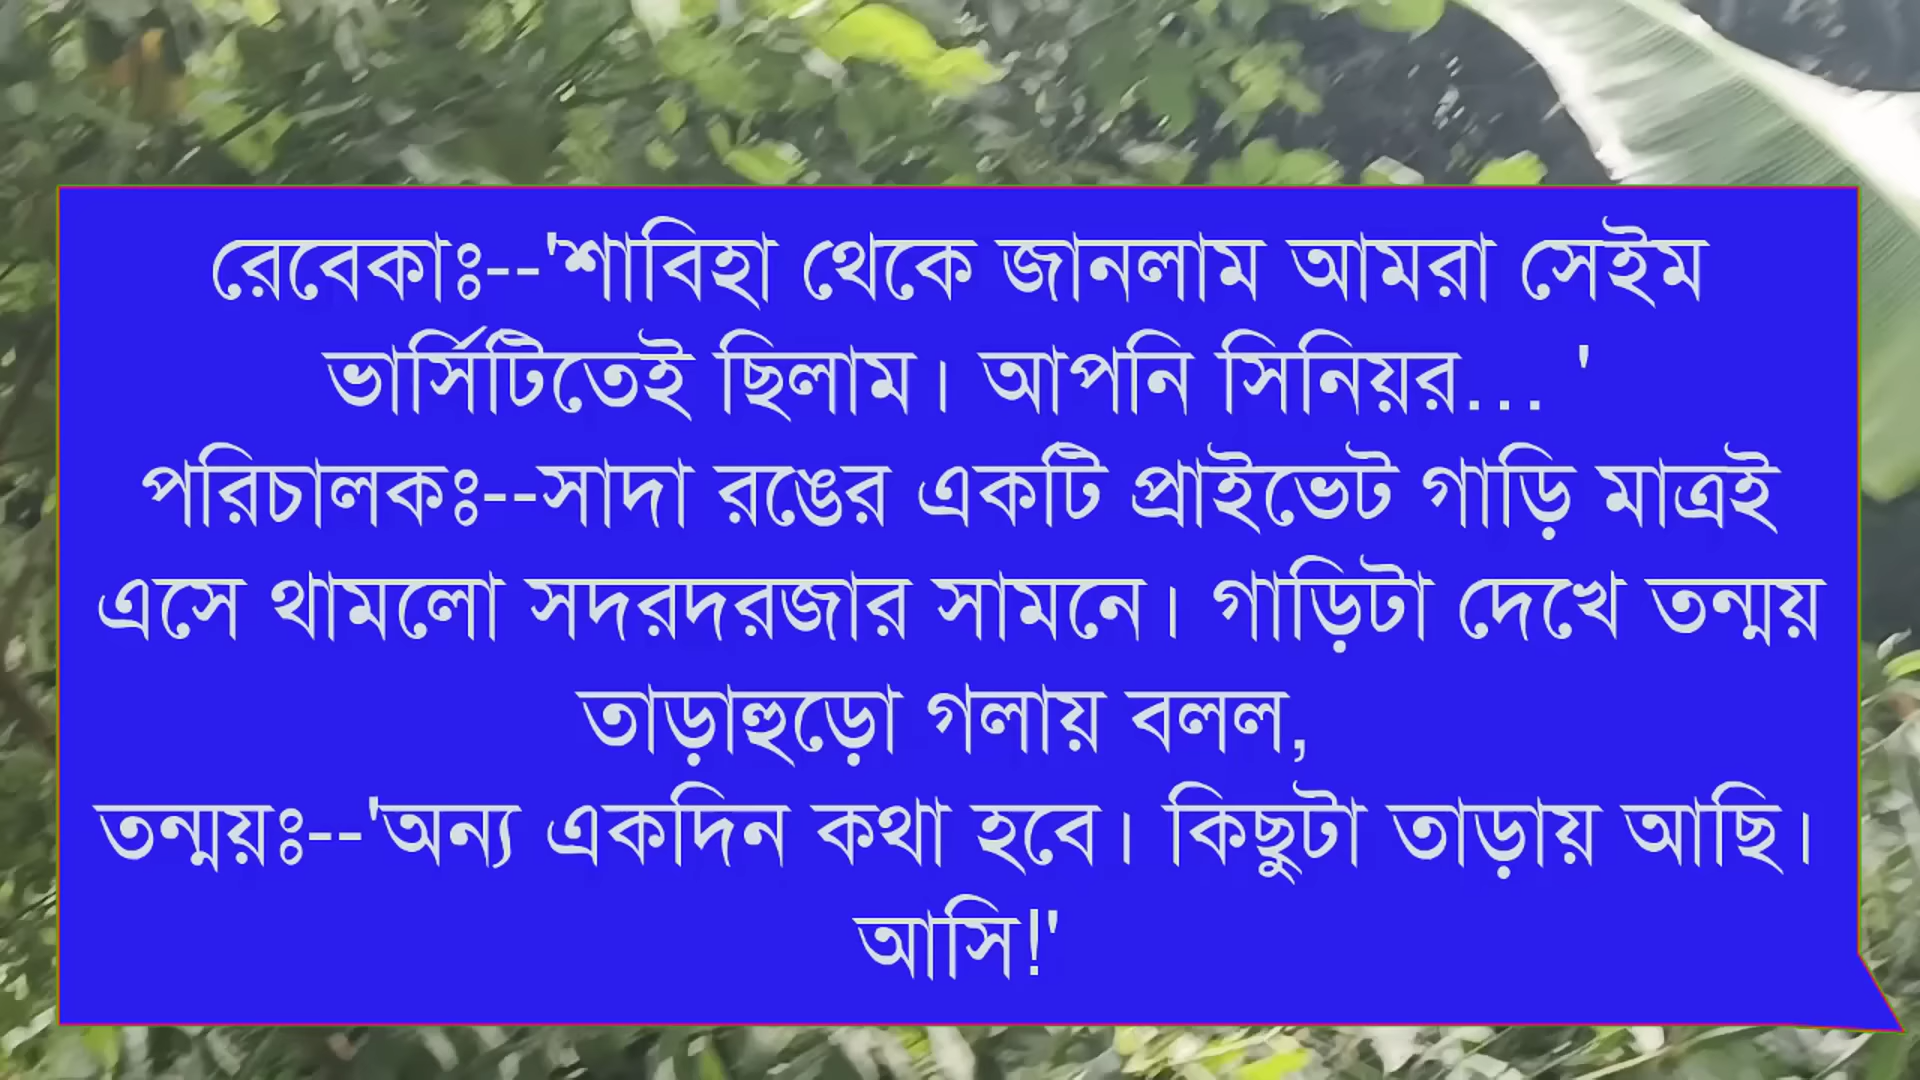 রেবেকাঃ--'শাবিহা থেকে জানলাম আমরা সেইম
ভার্সিটিতেই ছিলাম। আপনি সিনিয়র... '
পরিচালকঃ--সাদা রঙের একটি প্রাইভেট গাড়ি মাত্রই
এসে থামলো সদরদরজার সামনে। গাড়িটা দেখে তন্ময়
তাড়াহুড়ো গলায় বলল,
তন্ময়ঃ--'অন্য একদিন কথা হবে। কিছুটা তাড়ায় আছি।
আসি!'